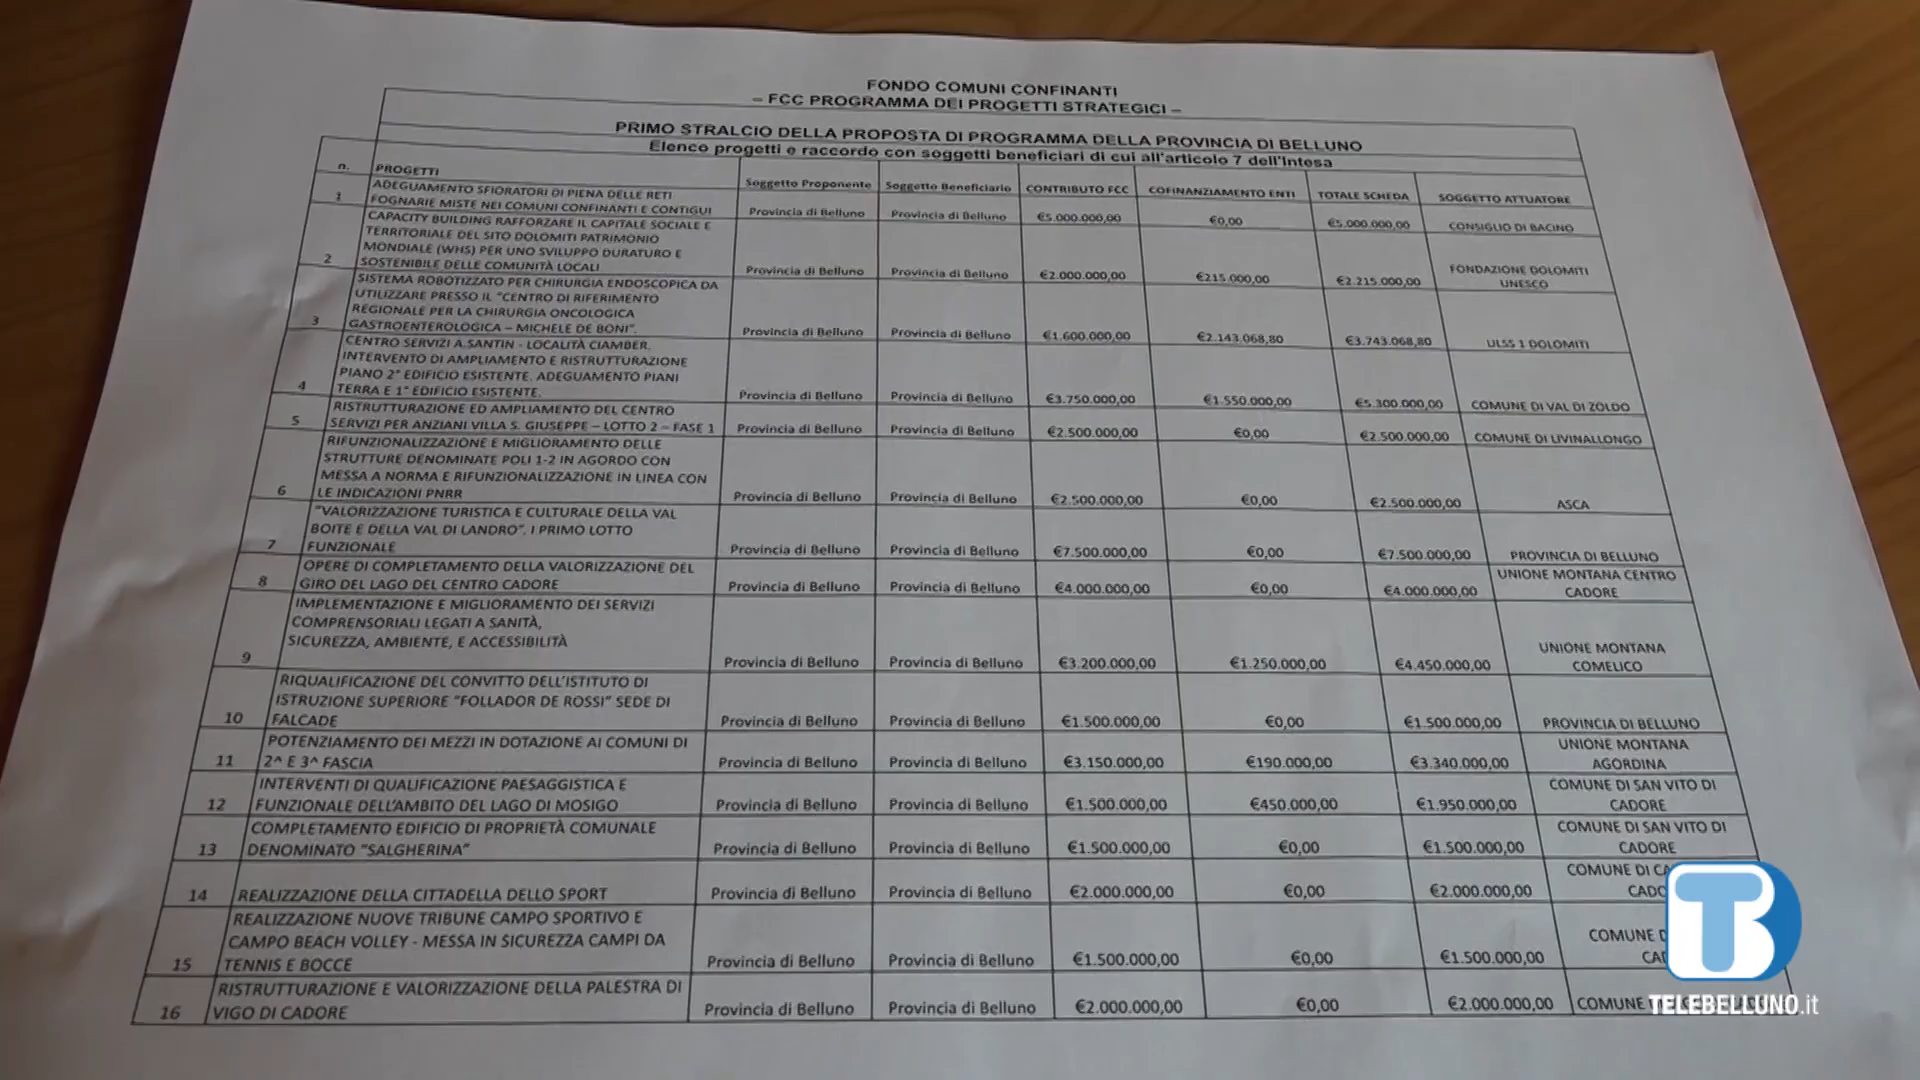 FONDO COMUNI CONFINANTI
– FCC PROGRAMMA DEI PROGETTI STRATEGICI –
PRIMO STRALCIO DELLA PROPOSTA DI PROGRAMMA DELLA PROVINCIA DI BELLUNO
Elenco progetti e raccordo con soggetti beneficiari di cui all'articolo 7 dell'Intesa
n. PROGETTI Soggetto Proponente Soggetto Beneficiario CONTRIBUTO FCC COFINANZIAMENTO ENTI TOTALE SCHEDA SOGGETTO ATTUATORE
ADEGUAMENTO SFIORATORI DI PIENA DELLE RETI
1 FOGNARIE MISTE NEI COMUNI CONFINANTI E CONTIGUI Provincia di Belluno Provincia di Belluno €5.000.000,00 €0,00 €5.000.000,00 CONSIGLIO DI BACINO
CAPACITY BUILDING RAFFORZARE IL CAPITALE SOCIALE E
TERRITORIALE DEL SITO DOLOMITI PATRIMONIO
MONDIALE (WHS) PER UNO SVILUPPO DURATURO E
2 SOSTENIBILE DELLE COMUNITÀ LOCALI Provincia di Belluno Provincia di Belluno €2.000.000,00 €215.000,00 €2.215.000,00 FONDAZIONE DOLOMITI
UNESCO
SISTEMA ROBOTIZZATO PER CHIRURGIA ENDOSCOPICA DA
UTILIZZARE PRESSO IL "CENTRO DI RIFERIMENTO
REGIONALE PER LA CHIRURGIA ONCOLOGICA
3 GASTROENTEROLOGICA – MICHELE DE BONI". Provincia di Belluno Provincia di Belluno €1.600.000,00 €2.143.068,80 €3.743.068,80 ULSS 1 DOLOMITI
CENTRO SERVIZI A.SANTIN - LOCALITÀ CIAMBER.
INTERVENTO DI AMPLIAMENTO E RISTRUTTURAZIONE
PIANO 2° EDIFICIO ESISTENTE. ADEGUAMENTO PIANI
4 TERRA E 1° EDIFICIO ESISTENTE. Provincia di Belluno Provincia di Belluno €3.750.000,00 €1.550.000,00 €5.300.000,00 COMUNE DI VAL DI ZOLDO
RISTRUTTURAZIONE ED AMPLIAMENTO DEL CENTRO
5 SERVIZI PER ANZIANI VILLA S. GIUSEPPE – LOTTO 2 – FASE 1 Provincia di Belluno Provincia di Belluno €2.500.000,00 €0,00 €2.500.000,00 COMUNE DI LIVINALLONGO
RIFUNZIONALIZZAZIONE E MIGLIORAMENTO DELLE
STRUTTURE DENOMINATE POLI 1-2 IN AGORDO CON
MESSA A NORMA E RIFUNZIONALIZZAZIONE IN LINEA CON
6 LE INDICAZIONI PNRR Provincia di Belluno Provincia di Belluno €2.500.000,00 €0,00 €2.500.000,00 ASCA
"VALORIZZAZIONE TURISTICA E CULTURALE DELLA VAL
BOITE E DELLA VAL DI LANDRO". I PRIMO LOTTO
7 FUNZIONALE Provincia di Belluno Provincia di Belluno €7.500.000,00 €0,00 €7.500.000,00 PROVINCIA DI BELLUNO
OPERE DI COMPLETAMENTO DELLA VALORIZZAZIONE DEL
8 GIRO DEL LAGO DEL CENTRO CADORE Provincia di Belluno Provincia di Belluno €4.000.000,00 €0,00 €4.000.000,00 UNIONE MONTANA CENTRO
CADORE
IMPLEMENTAZIONE E MIGLIORAMENTO DEI SERVIZI
COMPRENSORIALI LEGATI A SANITÀ,
SICUREZZA, AMBIENTE, E ACCESSIBILITÀ
9 Provincia di Belluno Provincia di Belluno €3.200.000,00 €1.250.000,00 €4.450.000,00 UNIONE MONTANA
COMELICO
RIQUALIFICAZIONE DEL CONVITTO DELL'ISTITUTO DI
ISTRUZIONE SUPERIORE "FOLLADOR DE ROSSI" SEDE DI
10 FALCADE Provincia di Belluno Provincia di Belluno €1.500.000,00 €0,00 €1.500.000,00 PROVINCIA DI BELLUNO
POTENZIAMENTO DEI MEZZI IN DOTAZIONE AI COMUNI DI
11 2^ E 3^ FASCIA Provincia di Belluno Provincia di Belluno €3.150.000,00 €190.000,00 €3.340.000,00 UNIONE MONTANA
AGORDINA
INTERVENTI DI QUALIFICAZIONE PAESAGGISTICA E
12 FUNZIONALE DELL'AMBITO DEL LAGO DI MOSIGO Provincia di Belluno Provincia di Belluno €1.500.000,00 €450.000,00 €1.950.000,00 COMUNE DI SAN VITO DI
CADORE
COMPLETAMENTO EDIFICIO DI PROPRIETÀ COMUNALE
13 DENOMINATO "SALGHERINA" Provincia di Belluno Provincia di Belluno €1.500.000,00 €0,00 €1.500.000,00 COMUNE DI SAN VITO DI
CADORE
14 REALIZZAZIONE DELLA CITTADELLA DELLO SPORT Provincia di Belluno Provincia di Belluno €2.000.000,00 €0,00 €2.000.000,00 COMUNE DI
REALIZZAZIONE NUOVE TRIBUNE CAMPO SPORTIVO E
CAMPO BEACH VOLLEY - MESSA IN SICUREZZA CAMPI DA
15 TENNIS E BOCCE Provincia di Belluno Provincia di Belluno €1.500.000,00 €0,00 €1.500.000,00 COMUNE
RISTRUTTURAZIONE E VALORIZZAZIONE DELLA PALESTRA DI
16 VIGO DI CADORE Provincia di Belluno Provincia di Belluno €2.000.000,00 €0,00 €2.000.000,00 COMUNE
TB
TELEBELLUNO.it